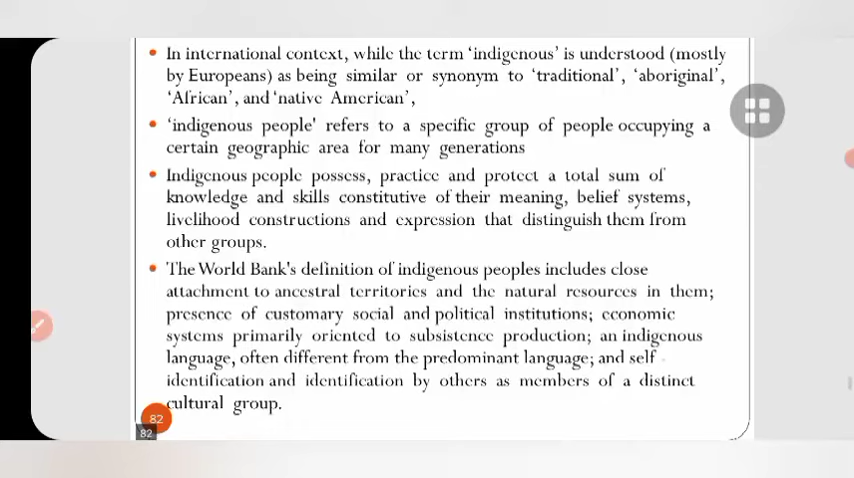 In international context, while the term ‘indigenous’ is understood (mostly
by Europeans) as being similar or synonym to ‘traditional’, ‘aboriginal’,
‘African’, and ‘native American’,
‘indigenous people' refers to a specific group of people occupying a
certain geographic area for many generations
Indigenous people possess, practice and protect a total sum of
knowledge and skills constitutive of their meaning, belief systems,
livelihood constructions and expression that distinguish them from
other groups.
The World Bank's definition of indigenous peoples includes close
attachment to ancestral territories and the natural resources in them;
presence of customary social and political institutions; economic
systems primarily oriented to subsistence production; an indigenous
language, often different from the predominant language; and self
identification and identification by others as members of a distinct
cultural group.
82
82